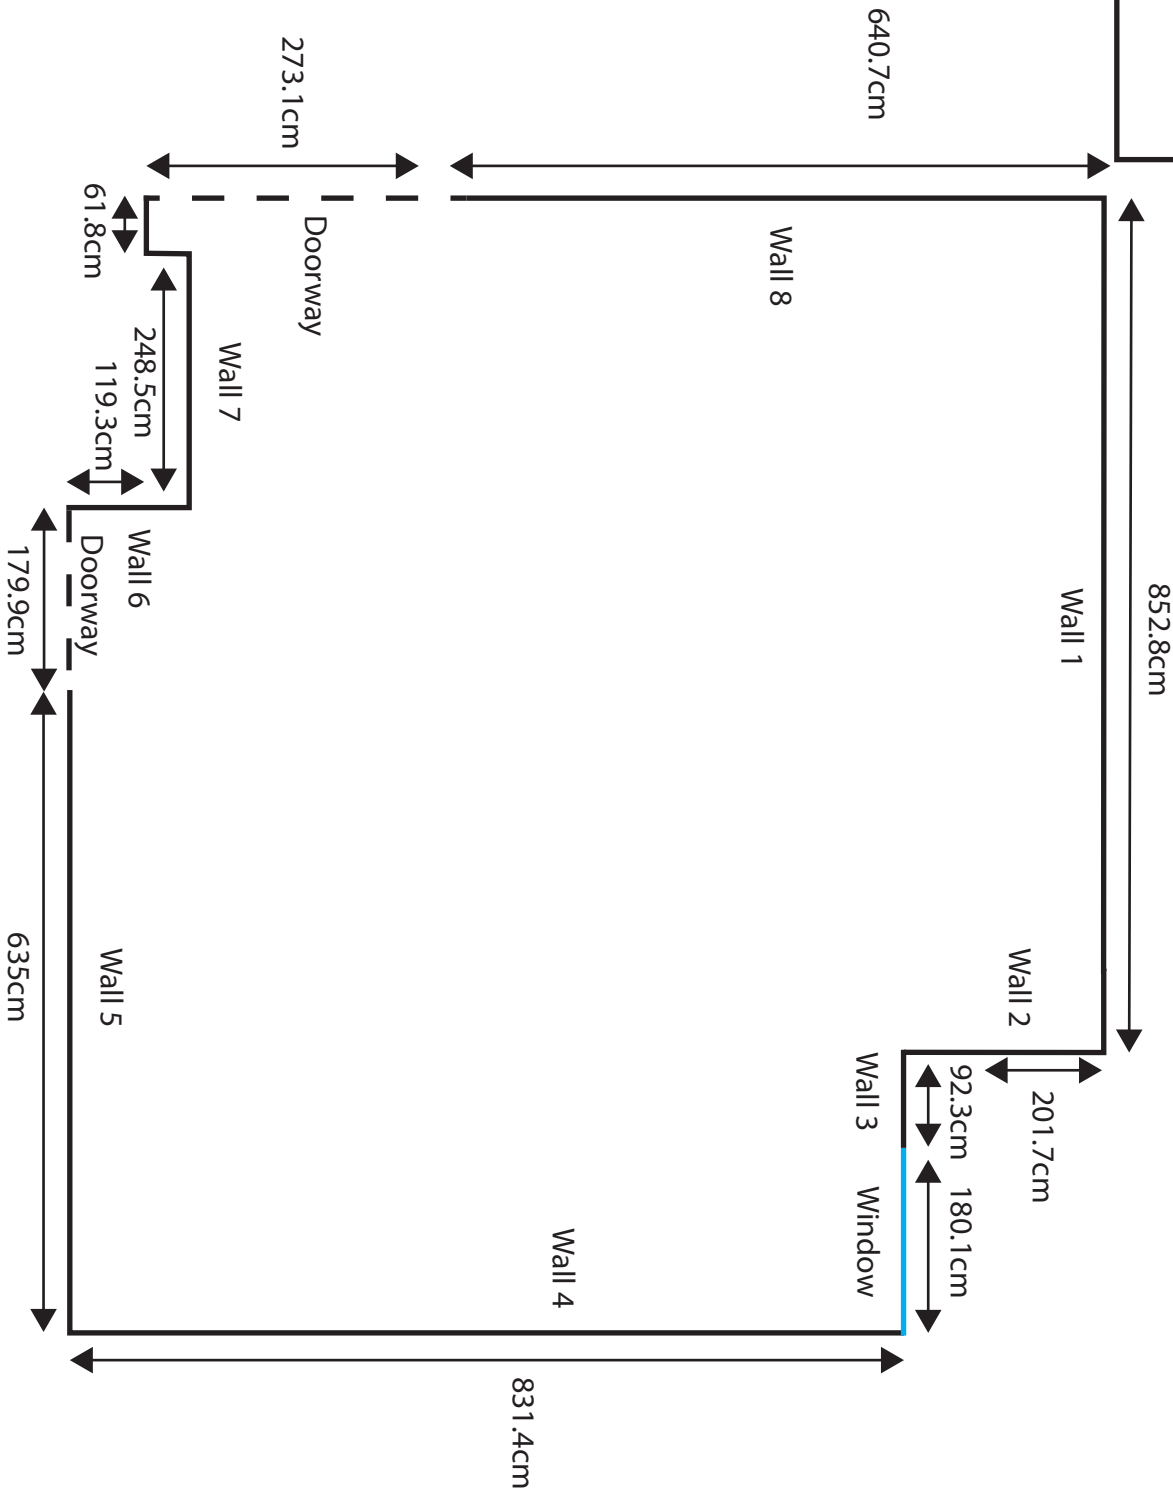 852.8cm
Wall 1
640.7cm
Wall 8
273.1cm
Doorway
61.8cm
Wall 7
248.5cm
119.3cm
Wall 6
Doorway
179.9cm
Wall 2
201.7cm
92.3cm
Wall 3
180.1cm
Window
Wall 4
831.4cm
Wall 5
635cm